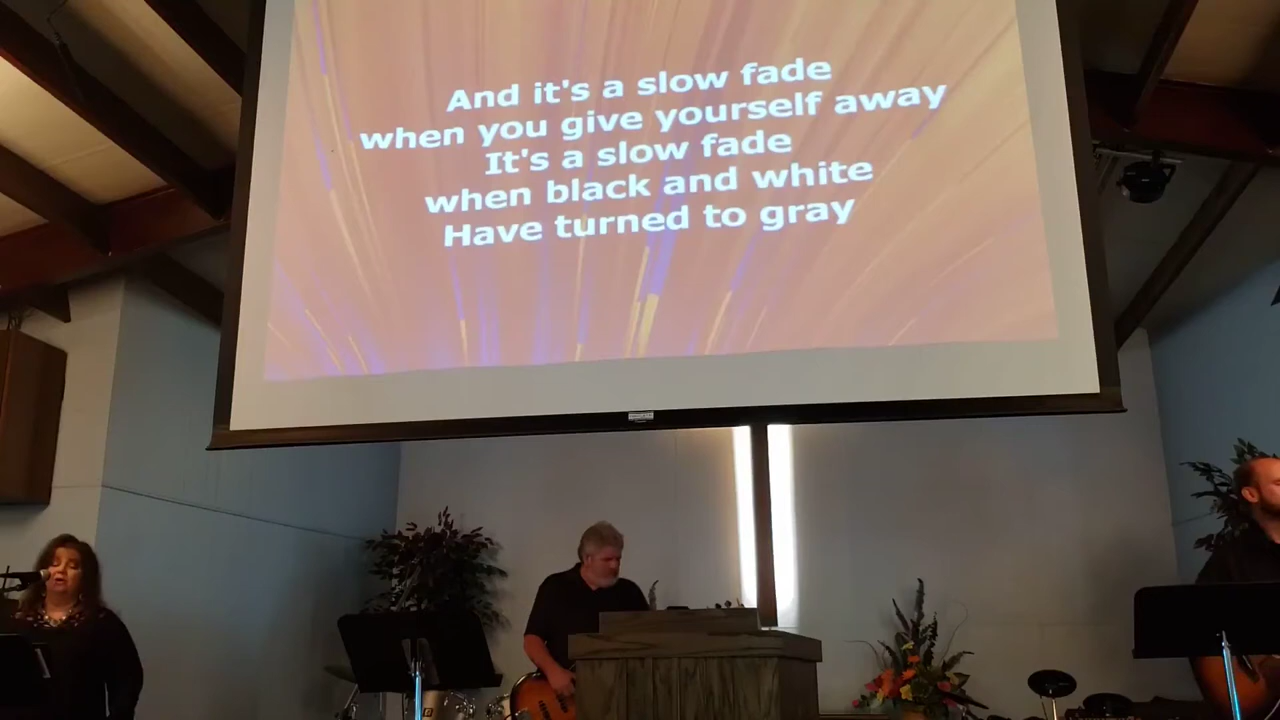 And it's a slow fade
when you give yourself away
It's a slow fade
when black and white
Have turned to gray